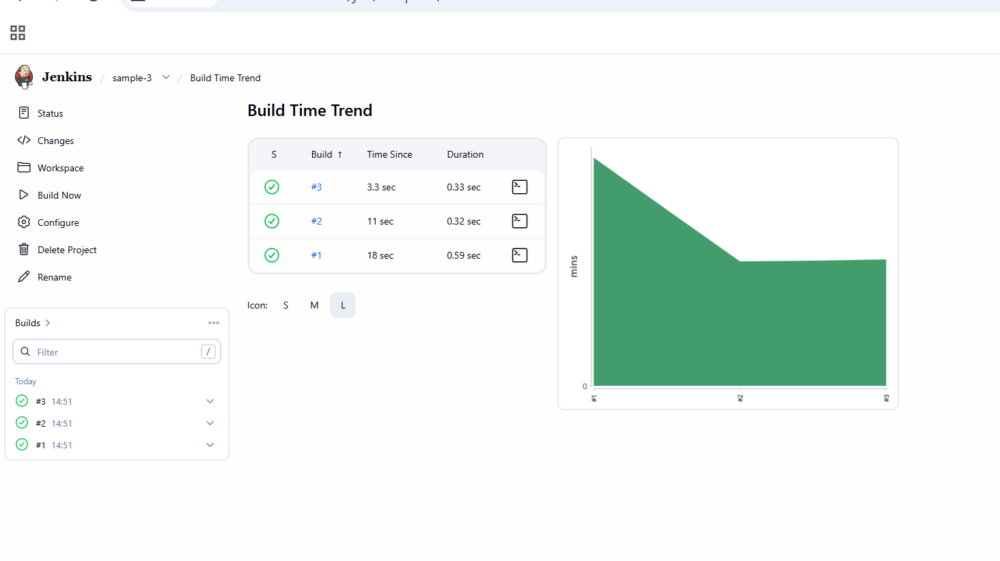 Jenkins / sample-3 / Build Time Trend
Status
Changes
Workspace
Build Now
Configure
Delete Project
Rename
Builds
Filter /
Today
#3 14:51
#2 14:51
#1 14:51
Build Time Trend
S Build ↑ Time Since Duration
#3 3.3 sec 0.33 sec
#2 11 sec 0.32 sec
#1 18 sec 0.59 sec
Icon: S M L
mins
0
#1 #2 #3